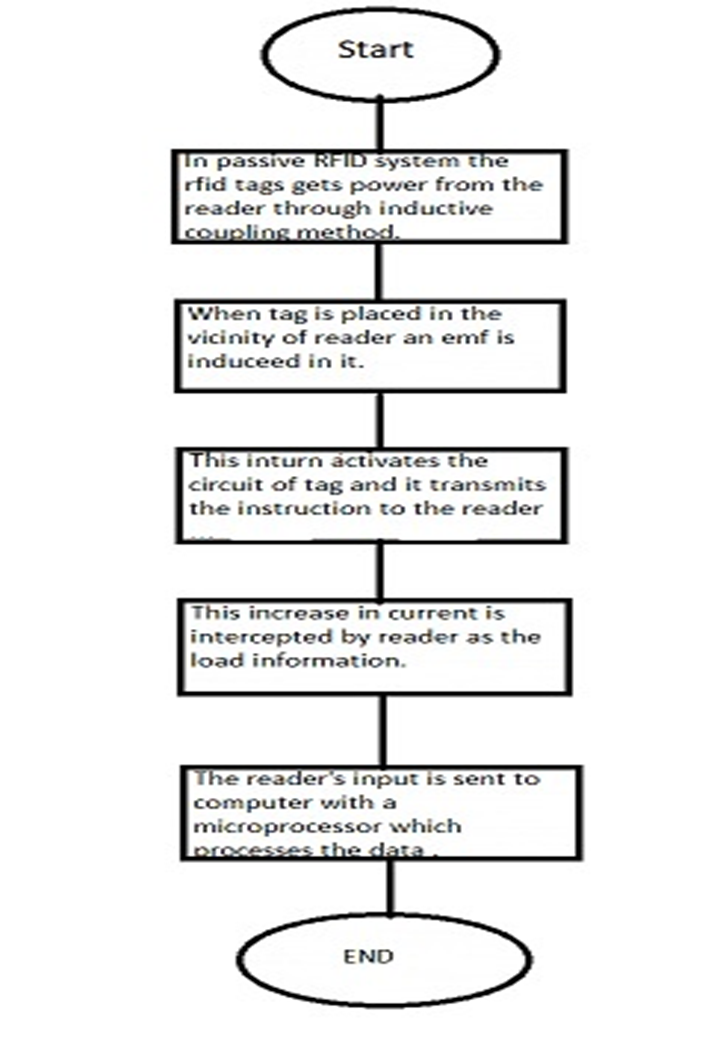 Start
In passive RFID system the
rfid tags gets power from the
reader through inductive
coupling method.
When tag is placed in the
vicinity of reader an emf is
induceed in it.
This inturn activates the
circuit of tag and it transmits
the instruction to the reader
This increase in current is
intercepted by reader as the
load information.
The reader's input is sent to
computer with a
microprocessor which
processes the data .
END